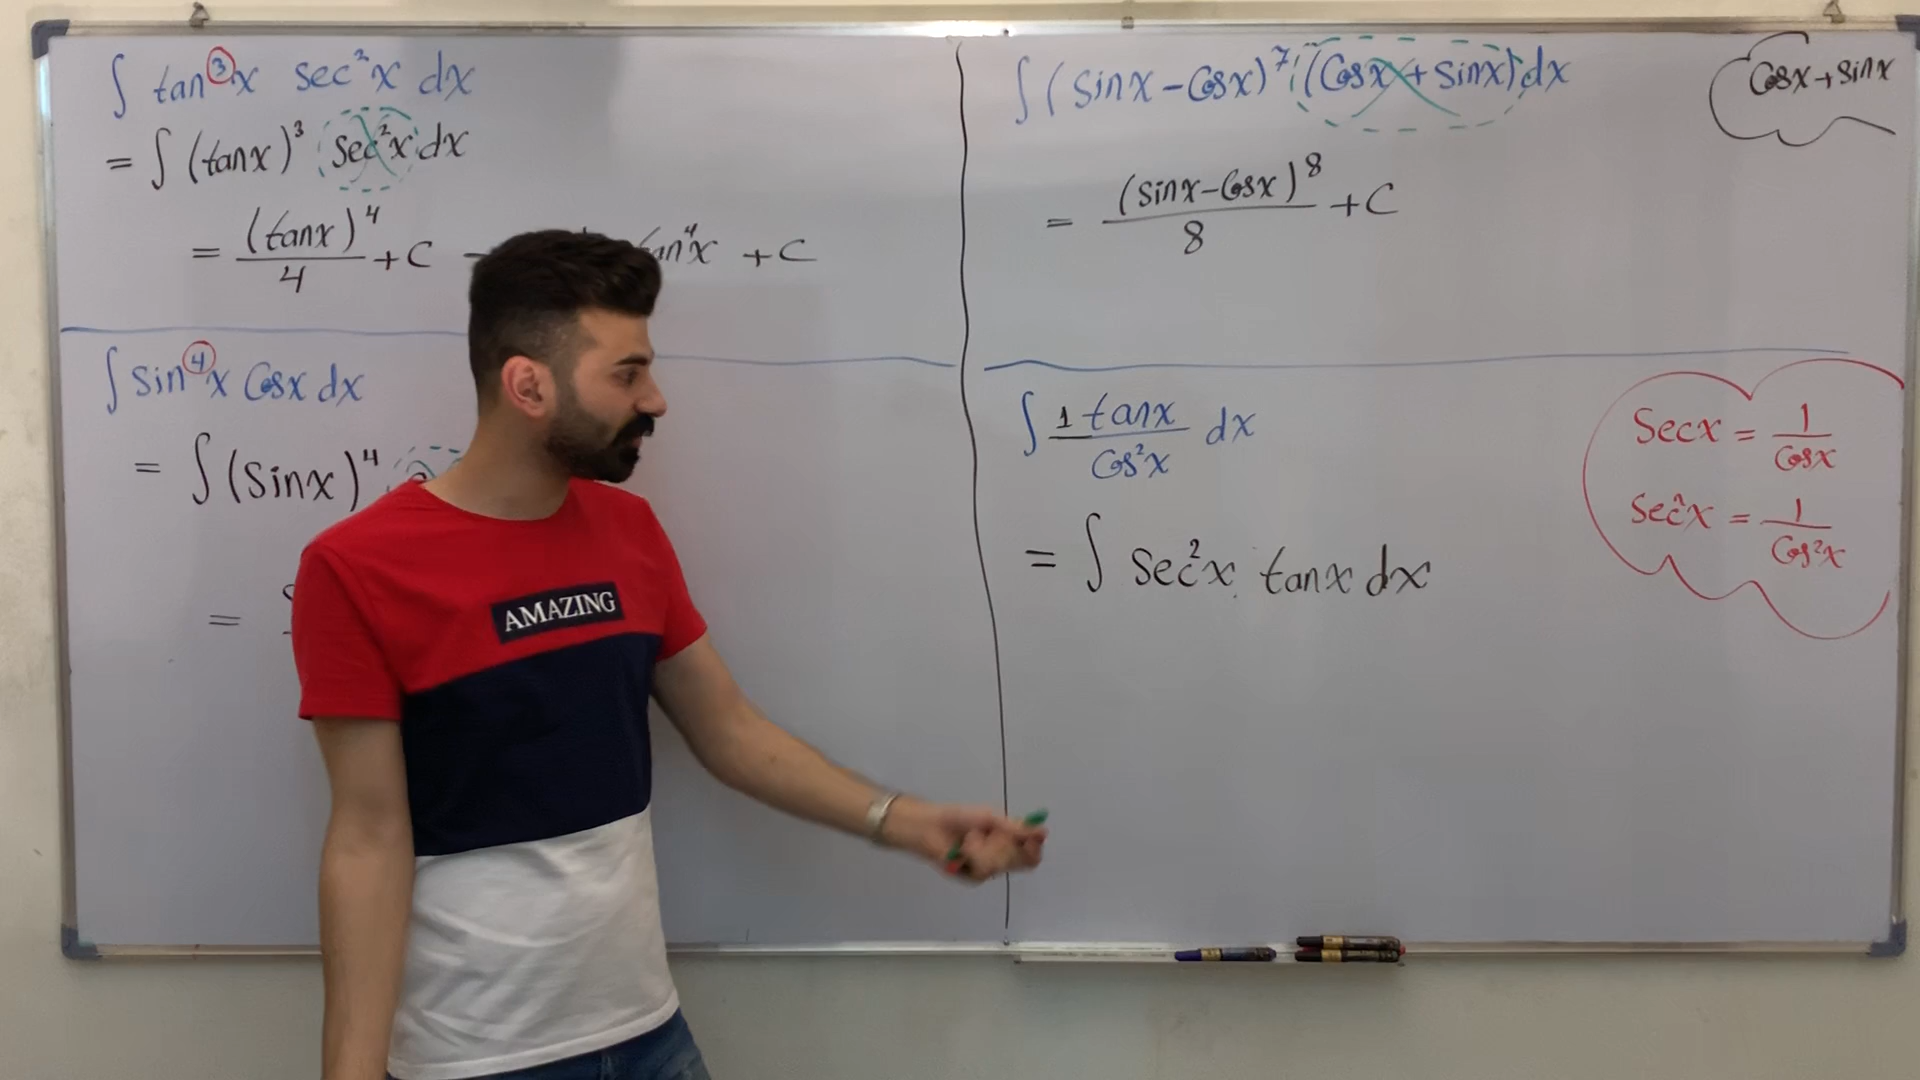 ∫ tan³x sec²x dx
= ∫ (tanx)³ sec²x dx
= (tanx)⁴/4 + C = tan⁴x + C
∫ sin⁴x Cosx dx
= ∫ (Sinx)⁴
=
∫ (sinx - Cosx)⁷ (Cosx + sinx) dx
Cosx + sinx
= (sinx - Cosx)⁸/8 + C
∫ 1 tanx/Cos²x dx
= ∫ Sec²x tanx dx
Secx = 1/Cosx
Sec²x = 1/Cos²x
AMAZING